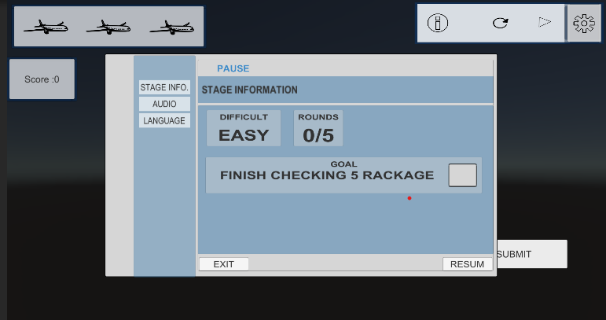 Score :0
PAUSE
STAGE INFO.
AUDIO
LANGUAGE
STAGE INFORMATION
DIFFICULT
EASY
ROUNDS
0/5
GOAL
FINISH CHECKING 5 RACKAGE
EXIT
RESUM
SUBMIT